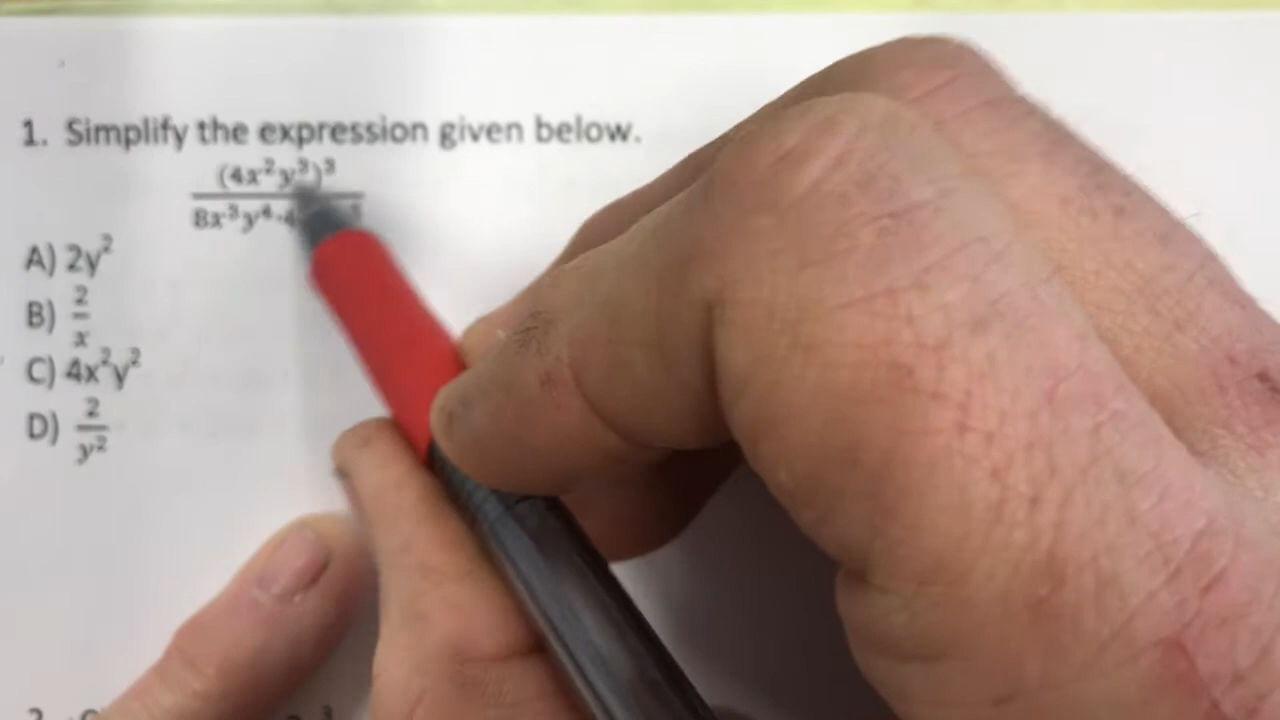 1. Simplify the expression given below.
(4x²y³)³
8x³y⁴·4
A) 2y²
B) 2/x
C) 4x²y²
D) 2/y²